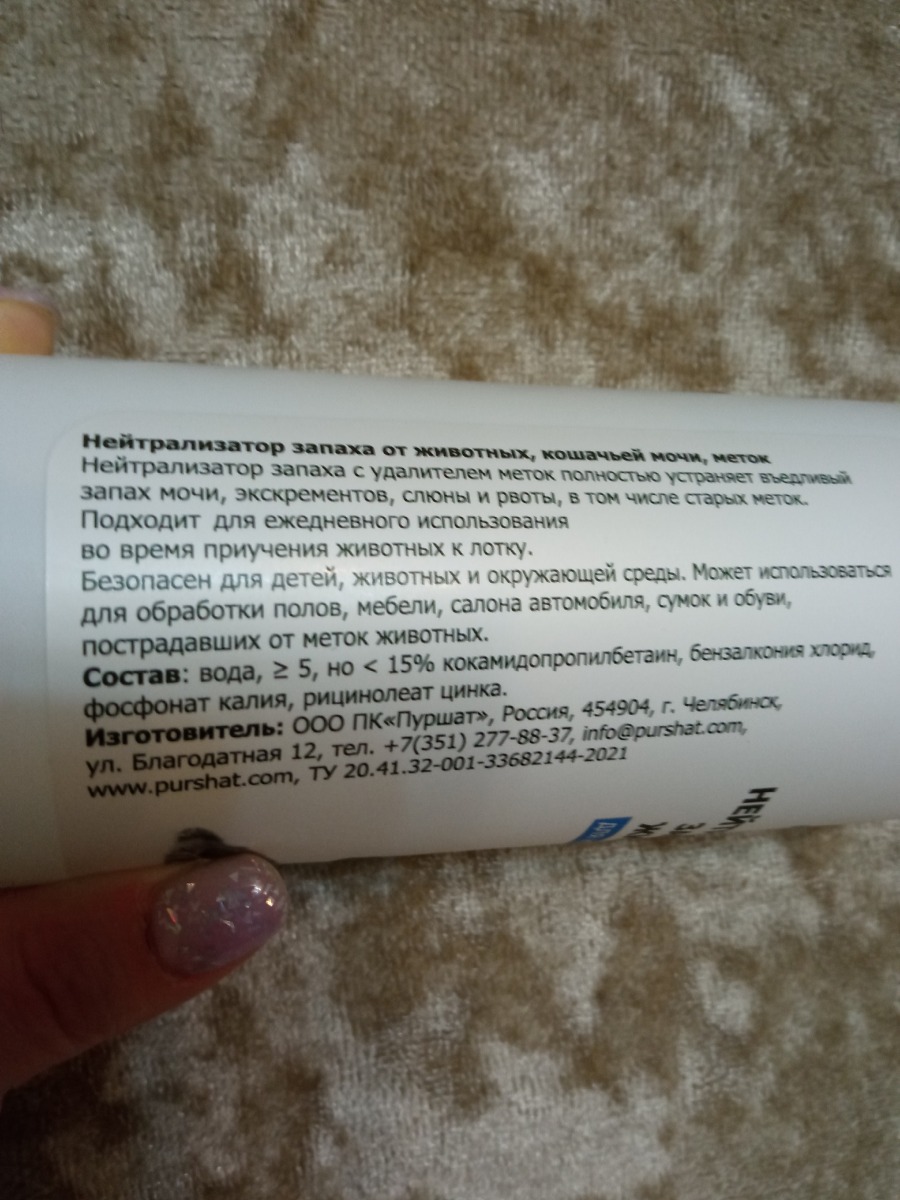 Нейтрализатор запаха от животных, кошачьей мочи, меток
Нейтрализатор запаха с удалителем меток полностью устраняет въедливый
запах мочи, экскрементов, слюны и рвоты, в том числе старых меток.
Подходит для ежедневного использования
во время приучения животных к лотку.
Безопасен для детей, животных и окружающей среды. Может использоваться
для обработки полов, мебели, салона автомобиля, сумок и обуви,
пострадавших от меток животных.
Состав: вода, ≥ 5, но < 15% кокамидопропилбетаин, бензалкония хлорид,
фосфонат калия, рицинолеат цинка.
Изготовитель: ООО ПК«Пуршат», Россия, 454904, г. Челябинск,
ул. Благодатная 12, тел. +7(351) 277-88-37, info@purshat.com,
www.purshat.com, ТУ 20.41.32-001-33682144-2021